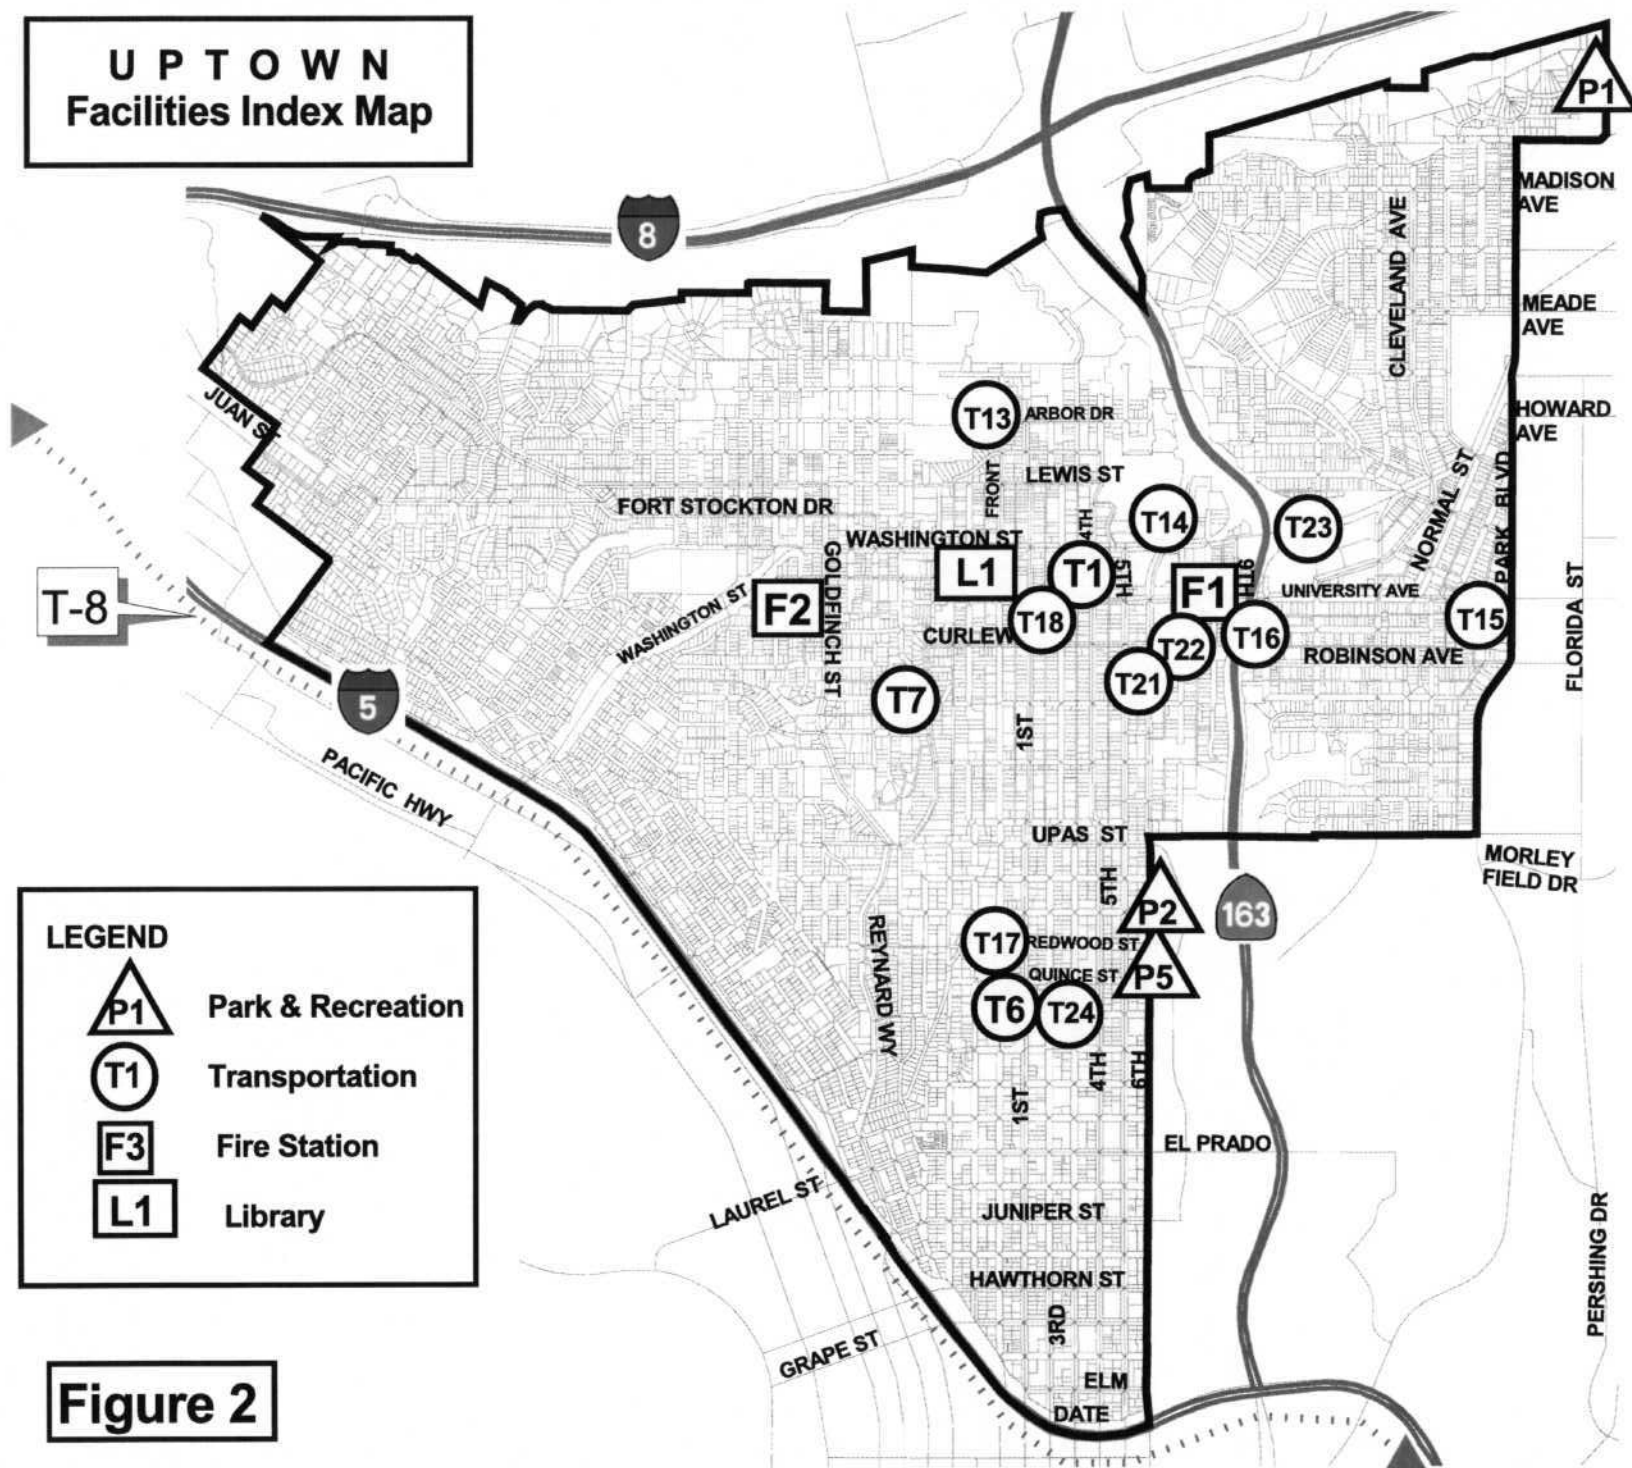 UPTOWN
Facilities Index Map
P1
MADISON
AVE
8
CLEVELAND AVE
MEADE
AVE
JUAN ST
T13
ARBOR DR
HOWARD
AVE
FRONT
LEWIS ST
NORMAL ST
PARK BLVD
FORT STOCKTON DR
T14
T23
4TH
WASHINGTON ST
GOLDFINCH ST
L1
T1
5TH
F1
9TH
UNIVERSITY AVE
FLORIDA ST
T-8
WASHINGTON ST
F2
T18
CURLEW
T22
T16
T15
ROBINSON AVE
T21
5
T7
1ST
PACIFIC HWY
UPAS ST
MORLEY
FIELD DR
5TH
P2
163
REYNARD WY
T17
REDWOOD ST
QUINCE ST
P5
T6
T24
4TH
6TH
1ST
EL PRADO
LAUREL ST
JUNIPER ST
PERSHING DR
HAWTHORN ST
3RD
GRAPE ST
ELM
DATE
LEGEND
P1
Park & Recreation
T1
Transportation
F3
Fire Station
L1
Library
Figure 2